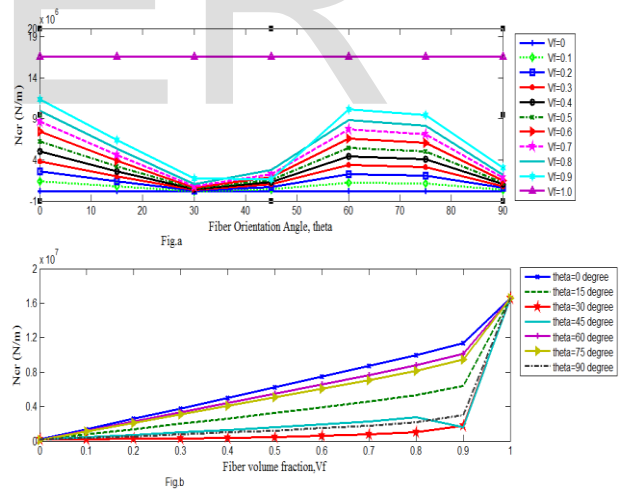 ER
x 10^6
Ncr (N/m)
20
19
14
9
4
-1
0 10 20 30 40 50 60 70 80 90
Fiber Orientation Angle, theta
Fig.a
Vf=0
Vf=0.1
Vf=0.2
Vf=0.3
Vf=0.4
Vf=0.5
Vf=0.6
Vf=0.7
Vf=0.8
Vf=0.9
Vf=1.0
x 10^7
Ncr (N/m)
2
1.6
1.2
0.8
0.4
0
0 0.1 0.2 0.3 0.4 0.5 0.6 0.7 0.8 0.9 1
Fiber volume fraction,Vf
Fig.b
theta=0 degree
theta=15 degree
theta=30 degree
theta=45 degree
theta=60 degree
theta=75 degree
theta=90 degree